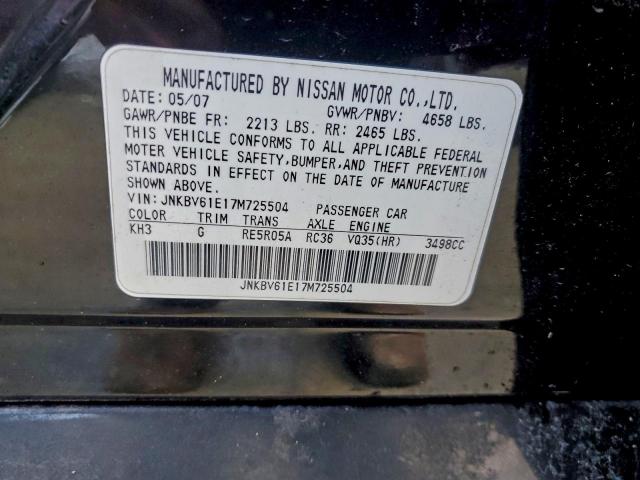 MANUFACTURED BY NISSAN MOTOR CO.,LTD.
DATE: 05/07 GVWR/PNBV: 4658 LBS.
GAWR/PNBE FR: 2213 LBS. RR: 2465 LBS.
THIS VEHICLE CONFORMS TO ALL APPLICABLE FEDERAL
MOTOR VEHICLE SAFETY,BUMPER,AND THEFT PREVENTION
STANDARDS IN EFFECT ON THE DATE OF MANUFACTURE
SHOWN ABOVE.
VIN: JNKBV61E17M725504 PASSENGER CAR
COLOR TRIM TRANS AXLE ENGINE
KH3 G RE5R05A RC36 VQ35(HR) 3498CC
JNKBV61E17M725504